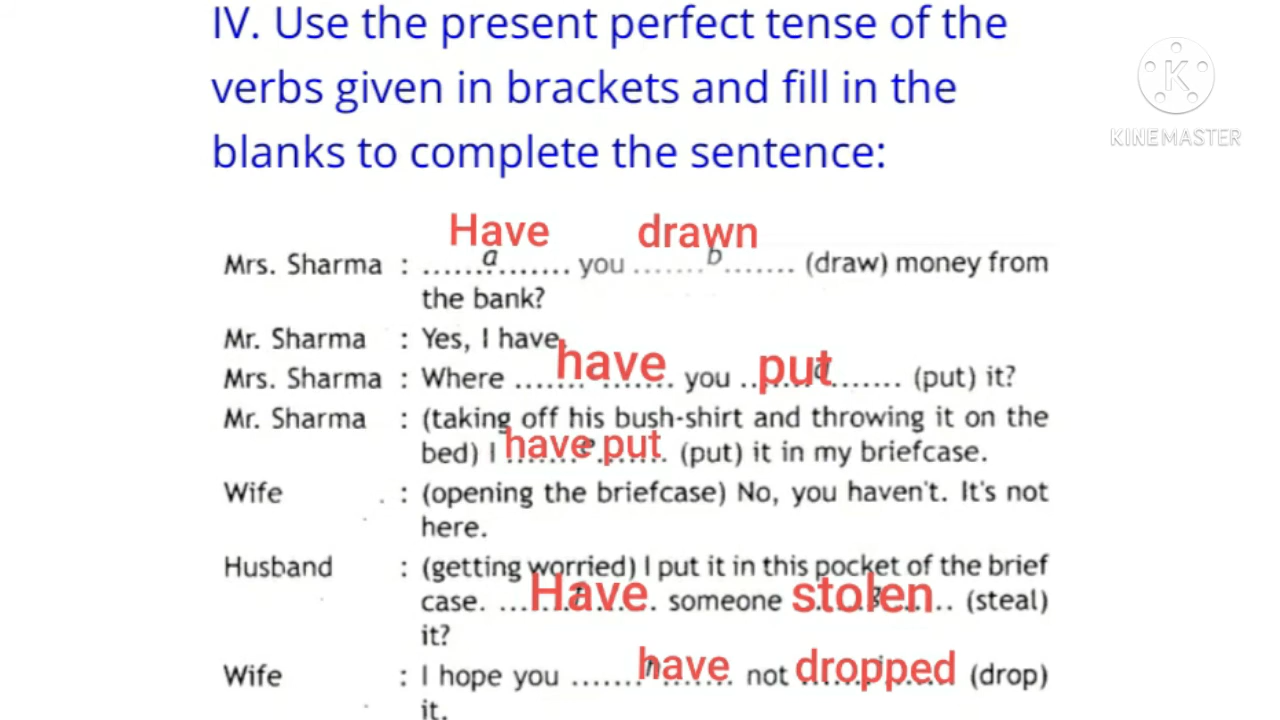 IV. Use the present perfect tense of the
verbs given in brackets and fill in the
blanks to complete the sentence:
K
KINEMASTER
Have drawn
Mrs. Sharma : .......a....... you .......b....... (draw) money from
the bank?
Mr. Sharma : Yes, I have.
have put
Mrs. Sharma : Where ....... ....... you .......d....... (put) it?
Mr. Sharma : (taking off his bush-shirt and throwing it on the
bed) I .......e....... (put) it in my briefcase.
have put
Wife : (opening the briefcase) No, you haven't. It's not
here.
Husband : (getting worried) I put it in this pocket of the brief
case. ...Have... someone stolen .. (steal)
it?
Wife : I hope you .......have....... not dropped (drop)
it.